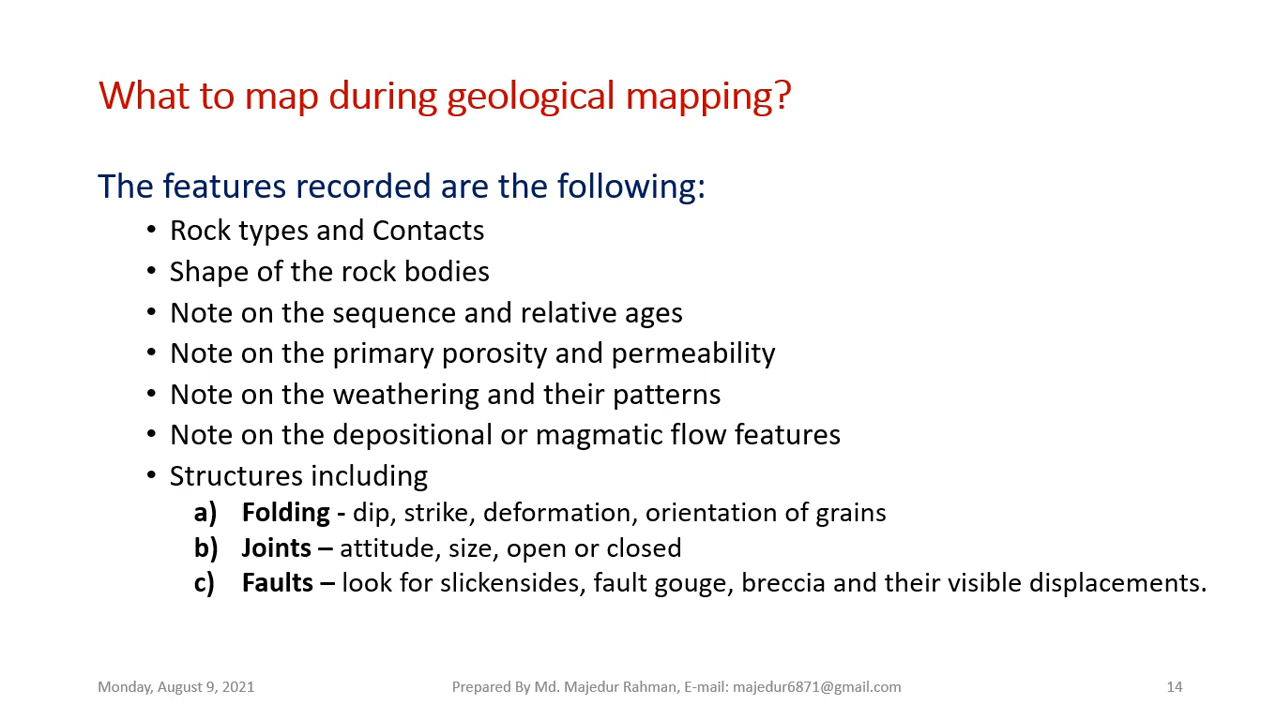 What to map during geological mapping?
The features recorded are the following:
• Rock types and Contacts
• Shape of the rock bodies
• Note on the sequence and relative ages
• Note on the primary porosity and permeability
• Note on the weathering and their patterns
• Note on the depositional or magmatic flow features
• Structures including
a) Folding - dip, strike, deformation, orientation of grains
b) Joints – attitude, size, open or closed
c) Faults – look for slickensides, fault gouge, breccia and their visible displacements.
Monday, August 9, 2021 Prepared By Md. Majedur Rahman, E-mail: majedur6871@gmail.com 14